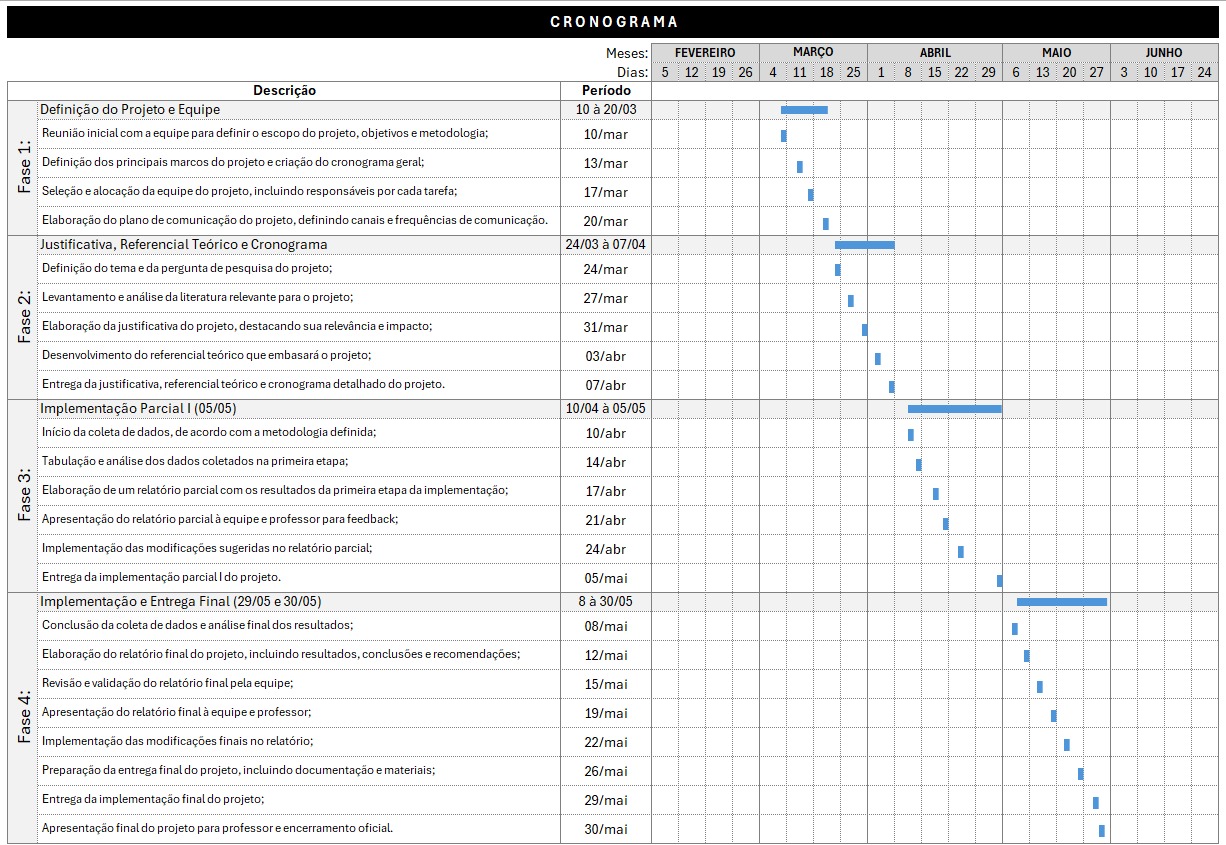 CRONOGRAMA
Meses: FEVEREIRO MARÇO ABRIL MAIO JUNHO
Días: 5 12 19 26 4 11 18 25 1 8 15 22 29 6 13 20 27 3 10 17 24
Descrição Período
Fase 1:
Definição do Projeto e Equipe 10 à 20/03
Reunião inicial com a equipe para definir o escopo do projeto, objetivos e metodologia; 10/mar
Definição dos principais marcos do projeto e criação do cronograma geral; 13/mar
Seleção e alocação da equipe do projeto, incluindo responsáveis por cada tarefa; 17/mar
Elaboração do plano de comunicação do projeto, definindo canais e frequências de comunicação. 20/mar
Fase 2:
Justificativa, Referencial Teórico e Cronograma 24/03 à 07/04
Definição do tema e da pergunta de pesquisa do projeto; 24/mar
Levantamento e análise da literatura relevante para o projeto; 27/mar
Elaboração da justificativa do projeto, destacando sua relevância e impacto; 31/mar
Desenvolvimento do referencial teórico que embasará o projeto; 03/abr
Entrega da justificativa, referencial teórico e cronograma detalhado do projeto. 07/abr
Fase 3:
Implementação Parcial I (05/05) 10/04 à 05/05
Início da coleta de dados, de acordo com a metodologia definida; 10/abr
Tabulação e análise dos dados coletados na primeira etapa; 14/abr
Elaboração de um relatório parcial com os resultados da primeira etapa da implementação; 17/abr
Apresentação do relatório parcial à equipe e professor para feedback; 21/abr
Implementação das modificações sugeridas no relatório parcial; 24/abr
Entrega da implementação parcial I do projeto. 05/mai
Fase 4:
Implementação e Entrega Final (29/05 e 30/05) 8 à 30/05
Conclusão da coleta de dados e análise final dos resultados; 08/mai
Elaboração do relatório final do projeto, incluindo resultados, conclusões e recomendações; 12/mai
Revisão e validação do relatório final pela equipe; 15/mai
Apresentação do relatório final à equipe e professor; 19/mai
Implementação das modificações finais no relatório; 22/mai
Preparação da entrega final do projeto, incluindo documentação e materiais; 26/mai
Entrega da implementação final do projeto; 29/mai
Apresentação final do projeto para professor e encerramento oficial. 30/mai